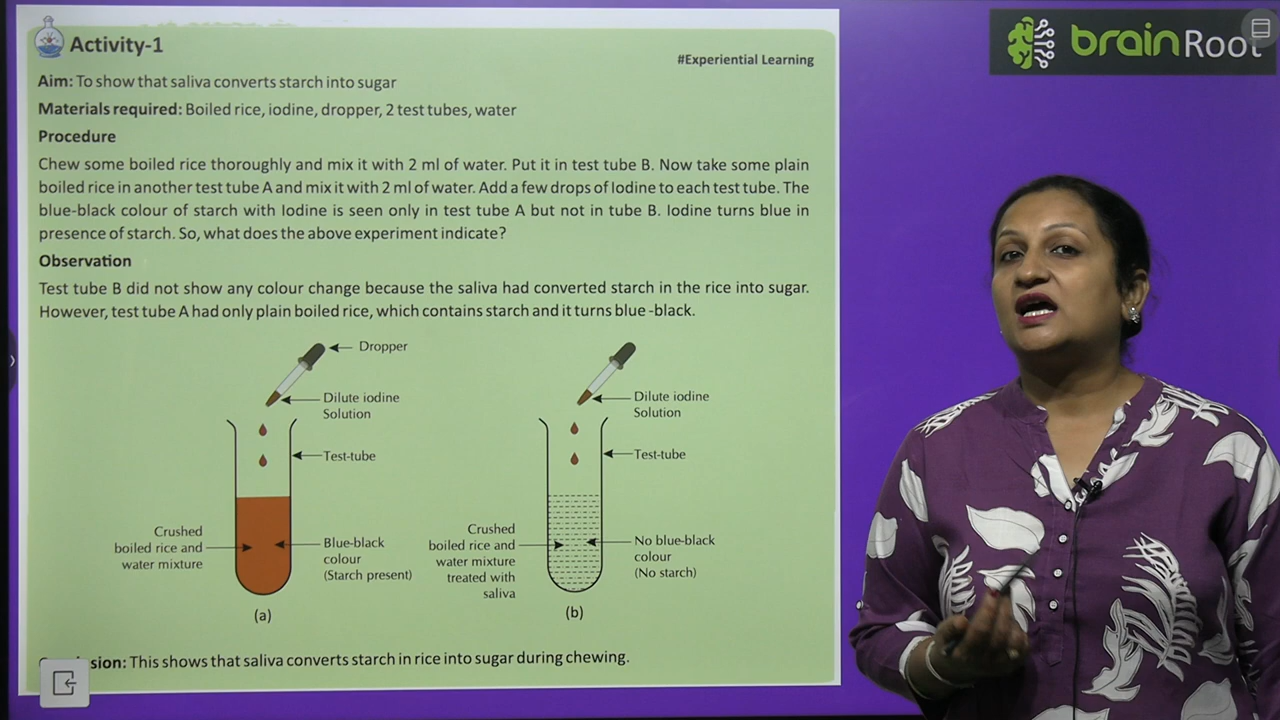 Activity-1
#Experiential Learning
brainRoot
Aim: To show that saliva converts starch into sugar
Materials required: Boiled rice, iodine, dropper, 2 test tubes, water
Procedure
Chew some boiled rice thoroughly and mix it with 2 ml of water. Put it in test tube B. Now take some plain
boiled rice in another test tube A and mix it with 2 ml of water. Add a few drops of Iodine to each test tube. The
blue-black colour of starch with Iodine is seen only in test tube A but not in tube B. Iodine turns blue in
presence of starch. So, what does the above experiment indicate?
Observation
Test tube B did not show any colour change because the saliva had converted starch in the rice into sugar.
However, test tube A had only plain boiled rice, which contains starch and it turns blue -black.
Dropper
Dilute iodine
Solution
Test-tube
Crushed
boiled rice and
water mixture
Blue-black
colour
(Starch present)
(a)
Dilute iodine
Solution
Test-tube
Crushed
boiled rice and
water mixture
treated with
saliva
No blue-black
colour
(No starch)
(b)
sion: This shows that saliva converts starch in rice into sugar during chewing.